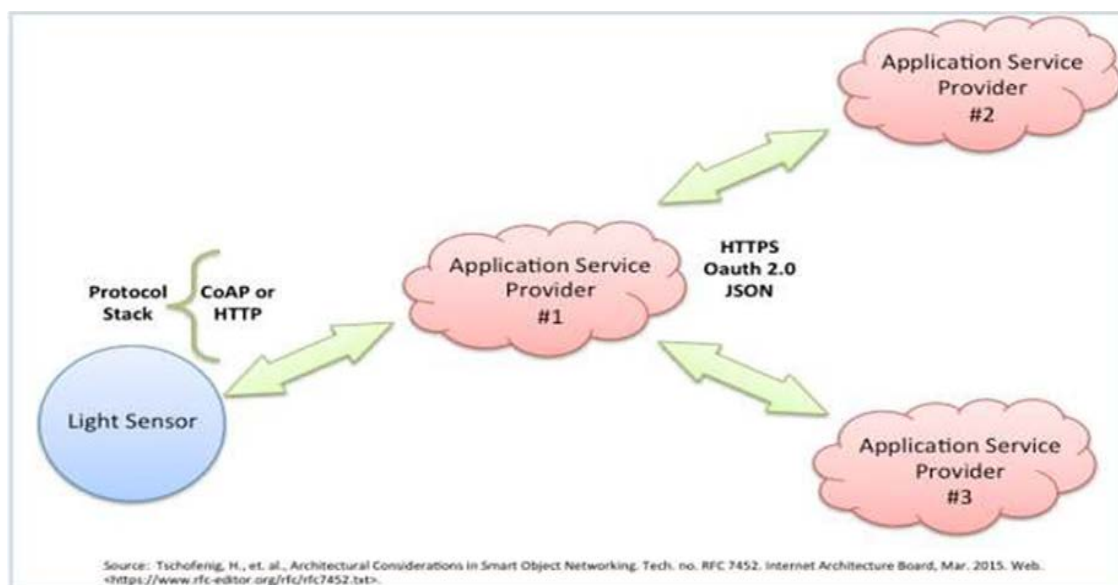 Application Service
Provider
#2
Application Service
Provider
#1
HTTPS
Oauth 2.0
JSON
Protocol
Stack
CoAP or
HTTP
Light Sensor
Application Service
Provider
#3
Source: Tschofenig, H., et. al., Architectural Considerations in Smart Object Networking. Tech. no. RFC 7452. Internet Architecture Board, Mar. 2015. Web.
<https://www.rfc-editor.org/rfc/rfc7452.txt>.